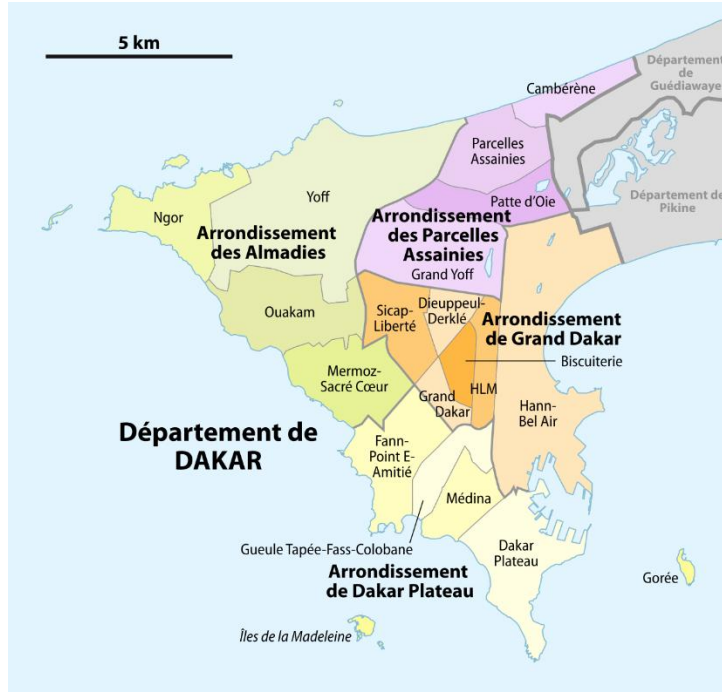 5 km
Département
de
Guédiawaye
Cambérène
Parcelles
Assainies
Département de
Pikine
Patte d'Oie
Yoff
Ngor
Arrondissement
des Almadies
Arrondissement
des Parcelles
Assainies
Grand Yoff
Ouakam
Sicap-
Liberté
Dieuppeul-
Derklé
Arrondissement
de Grand Dakar
Biscuiterie
Mermoz-
Sacré Cœur
Grand
Dakar
HLM
Hann-
Bel Air
Département de
DAKAR
Fann-
Point E-
Amitié
Médina
Gueule Tapée-Fass-Colobane
Dakar
Plateau
Arrondissement
de Dakar Plateau
Gorée
Îles de la Madeleine